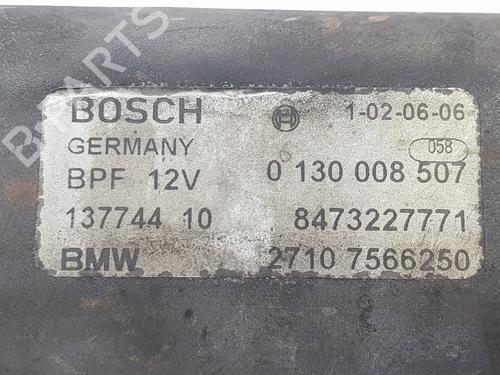 BOSCH 1-02-06-06
GERMANY 058
BPF 12V 0 130 008 507
137744 10 8473227771
BMW 2710 7566250